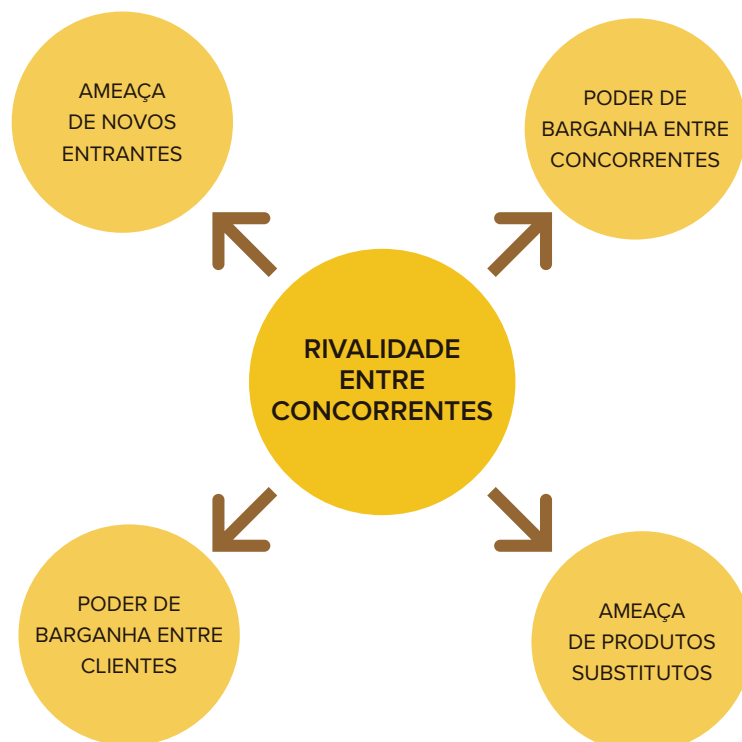 AMEAÇA
DE NOVOS
ENTRANTES
PODER DE
BARGANHA ENTRE
CONCORRENTES
RIVALIDADE
ENTRE
CONCORRENTES
PODER DE
BARGANHA ENTRE
CLIENTES
AMEAÇA
DE PRODUTOS
SUBSTITUTOS